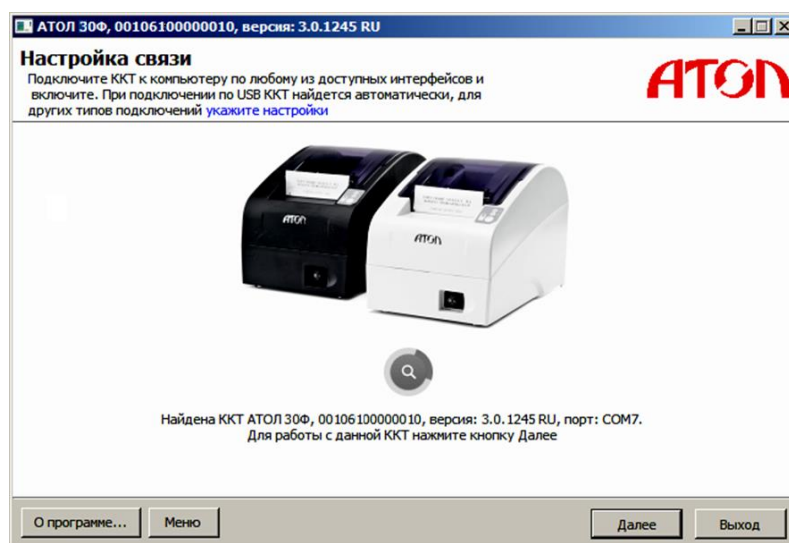 АТОЛ 30Ф, 00106100000010, версия: 3.0.1245 RU
Настройка связи
Подключите ККТ к компьютеру по любому из доступных интерфейсов и
включите. При подключении по USB ККТ найдется автоматически, для
других типов подключений укажите настройки
АТОЛ
АТОЛ
АТОЛ
Найдена ККТ АТОЛ 30Ф, 00106100000010, версия: 3.0.1245 RU, порт: COM7.
Для работы с данной ККТ нажмите кнопку Далее
О программе...
Меню
Далее
Выход